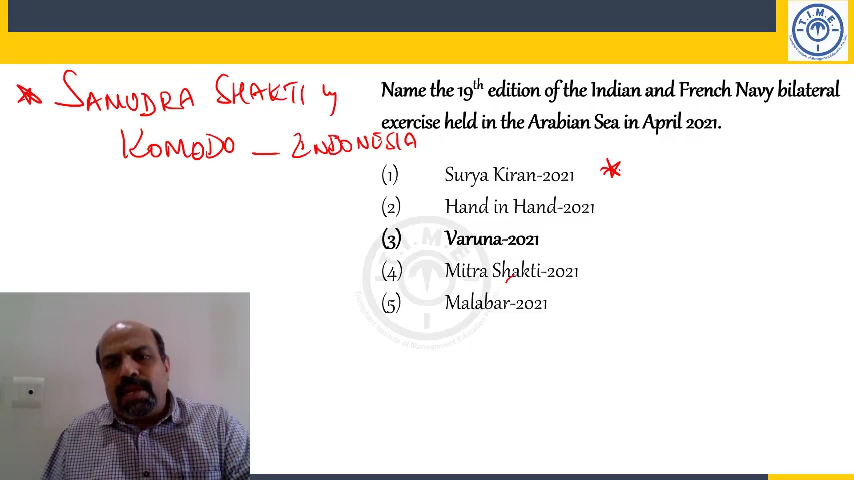 T.I.M.E.
* SAMUDRA SHAKTI &
KOMODO — INDONESIA
Name the 19th edition of the Indian and French Navy bilateral
exercise held in the Arabian Sea in April 2021.
(1) Surya Kiran-2021 *
(2) Hand in Hand-2021
(3) Varuna-2021
(4) Mitra Shakti-2021
(5) Malabar-2021
T.I.M.E.